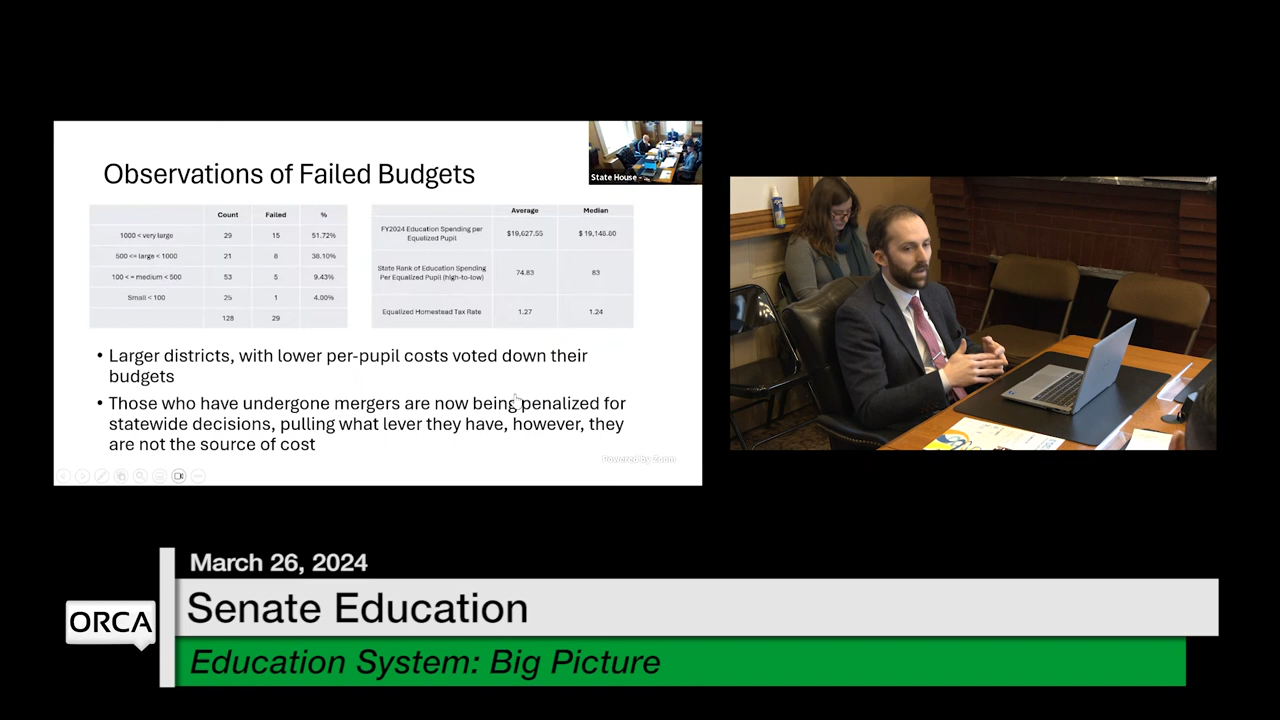 Observations of Failed Budgets
State House -
Count Failed %
1000 < very large 29 15 51.72%
500 <= large < 1000 21 8 38.10%
100 < = medium < 500 53 5 9.43%
Small < 100 25 1 4.00%
128 29
Average Median
FY2024 Education Spending per
Equalized Pupil
$19,627.55 $ 19,148.80
State Rank of Education Spending
Per Equalized Pupil (high-to-low)
74.83 83
Equalized Homestead Tax Rate 1.27 1.24
• Larger districts, with lower per-pupil costs voted down their
budgets
• Those who have undergone mergers are now being penalized for
statewide decisions, pulling what lever they have, however, they
are not the source of cost
Powered by Zoom
March 26, 2024
ORCA
Senate Education
Education System: Big Picture